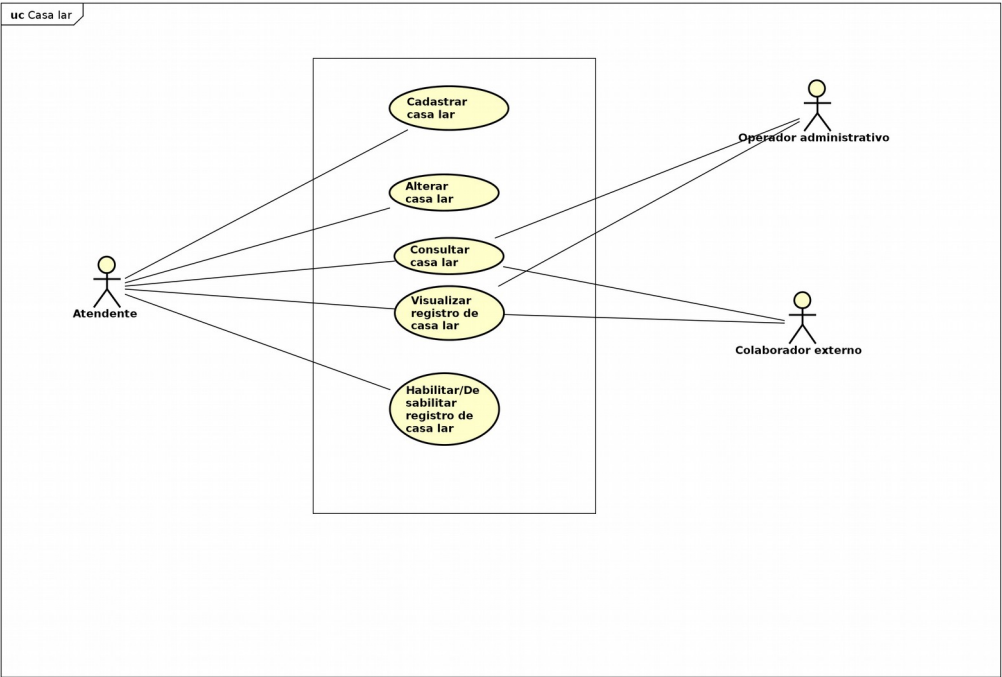 uc Casa lar
Cadastrar
casa lar
Operador administrativo
Alterar
casa lar
Consultar
casa lar
Atendente
Visualizar
registro de
casa lar
Colaborador externo
Habilitar/De
sabilitar
registro de
casa lar